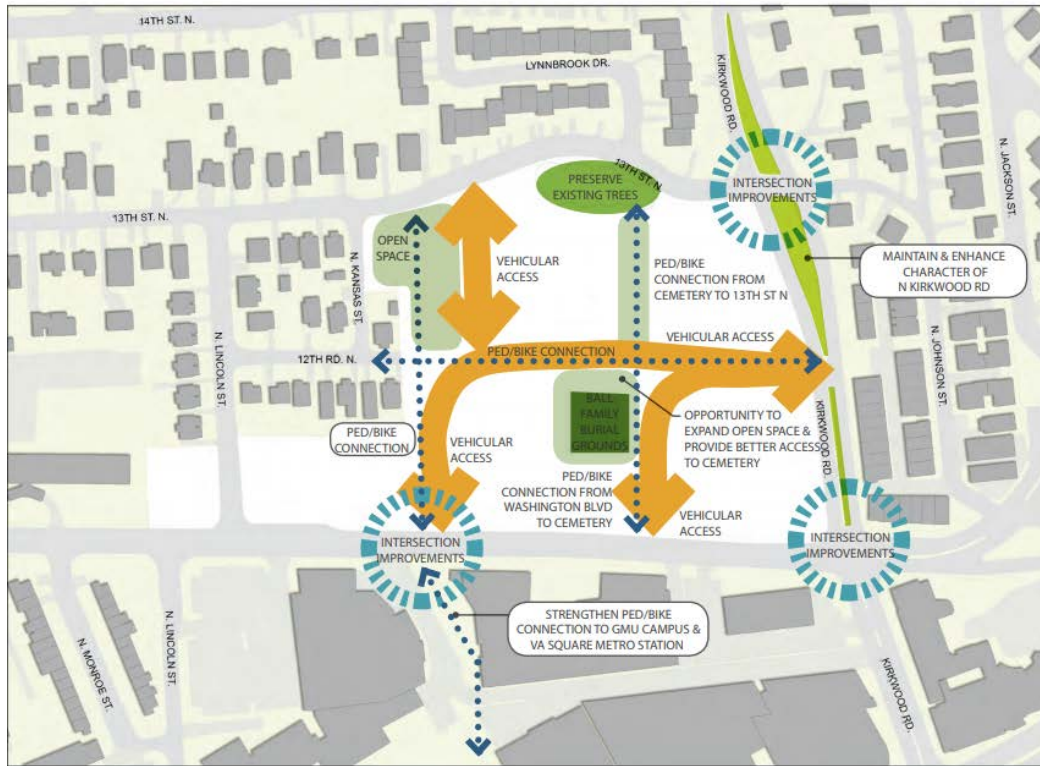 14TH ST. N.
LYNNBROOK DR.
KIRKWOOD RD.
N. JACKSON ST.
13TH ST. N.
PRESERVE
EXISTING TREES
INTERSECTION
IMPROVEMENTS
13TH ST. N.
OPEN
SPACE
N. KANSAS ST.
VEHICULAR
ACCESS
PED/BIKE
CONNECTION FROM
CEMETERY TO 13TH ST N
MAINTAIN & ENHANCE
CHARACTER OF
N KIRKWOOD RD
N. LINCOLN ST.
12TH RD. N.
PED/BIKE CONNECTION
VEHICULAR ACCESS
N. JOHNSON ST.
BALL
FAMILY
BURIAL
GROUNDS
OPPORTUNITY TO
EXPAND OPEN SPACE &
PROVIDE BETTER ACCESS
TO CEMETERY
KIRKWOOD RD
PED/BIKE
CONNECTION
VEHICULAR
ACCESS
PED/BIKE
CONNECTION FROM
WASHINGTON BLVD
TO CEMETERY
VEHICULAR
ACCESS
INTERSECTION
IMPROVEMENTS
INTERSECTION
IMPROVEMENTS
STRENGTHEN PED/BIKE
CONNECTION TO GMU CAMPUS &
VA SQUARE METRO STATION
N. MONROE ST.
N. LINCOLN ST.
KIRKWOOD RD.